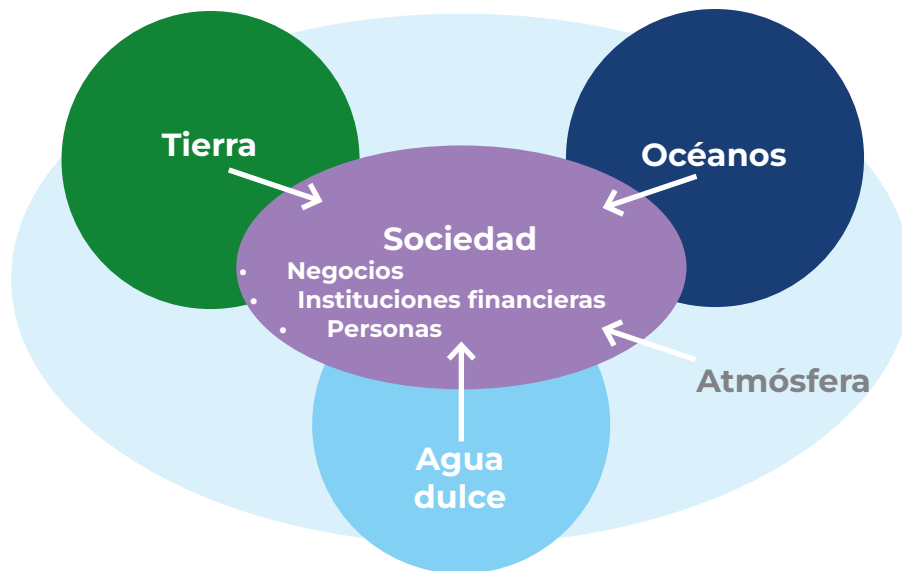 Tierra
Océanos
Sociedad
• Negocios
• Instituciones financieras
• Personas
Atmósfera
Agua
dulce